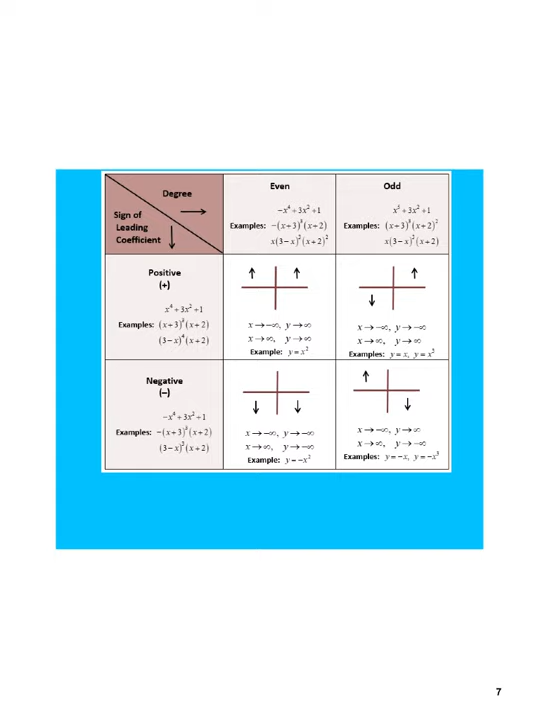 Degree
Sign of
Leading
Coefficient
Even
−x⁴+3x²+1
Examples: −(x+3)³(x+2)
x(3−x)²(x+2)²
Odd
x⁵+3x²+1
Examples: (x+3)³(x+2)²
x(3−x)²(x+2)
Positive
(+)
x⁴+3x²+1
Examples: (x+3)³(x+2)
(3−x)⁴(x+2)
x→−∞, y→∞
x→∞, y→∞
Example: y=x²
x→−∞, y→−∞
x→∞, y→∞
Examples: y=x, y=x³
Negative
(–)
−x⁴+3x²+1
Examples: −(x+3)³(x+2)
(3−x)³(x+2)
x→−∞, y→−∞
x→∞, y→−∞
Example: y=−x²
x→−∞, y→∞
x→∞, y→−∞
Examples: y=−x, y=−x³
7